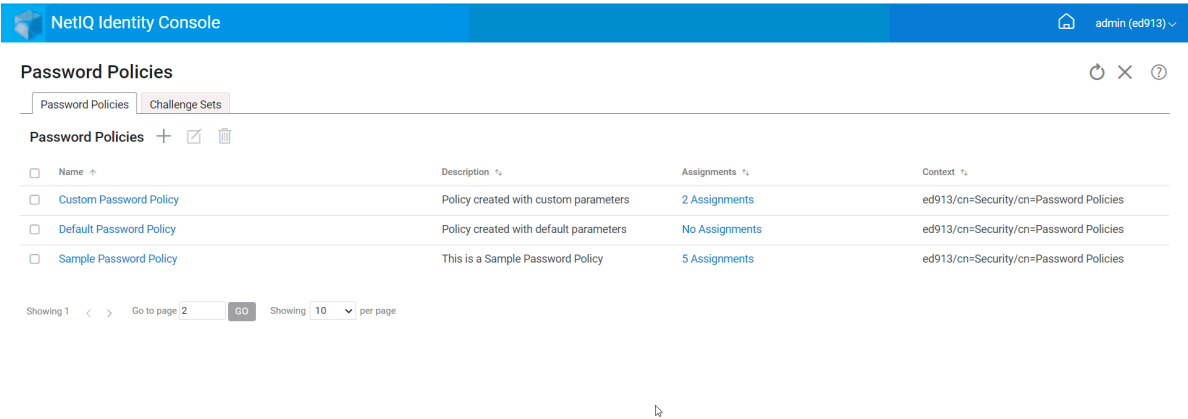 NetIQ Identity Console
admin (ed913)
Password Policies
Password Policies Challenge Sets
Password Policies
Name Description Assignments Context
Custom Password Policy Policy created with custom parameters 2 Assignments ed913/cn=Security/cn=Password Policies
Default Password Policy Policy created with default parameters No Assignments ed913/cn=Security/cn=Password Policies
Sample Password Policy This is a Sample Password Policy 5 Assignments ed913/cn=Security/cn=Password Policies
Showing 1 Go to page 2 GO Showing 10 per page